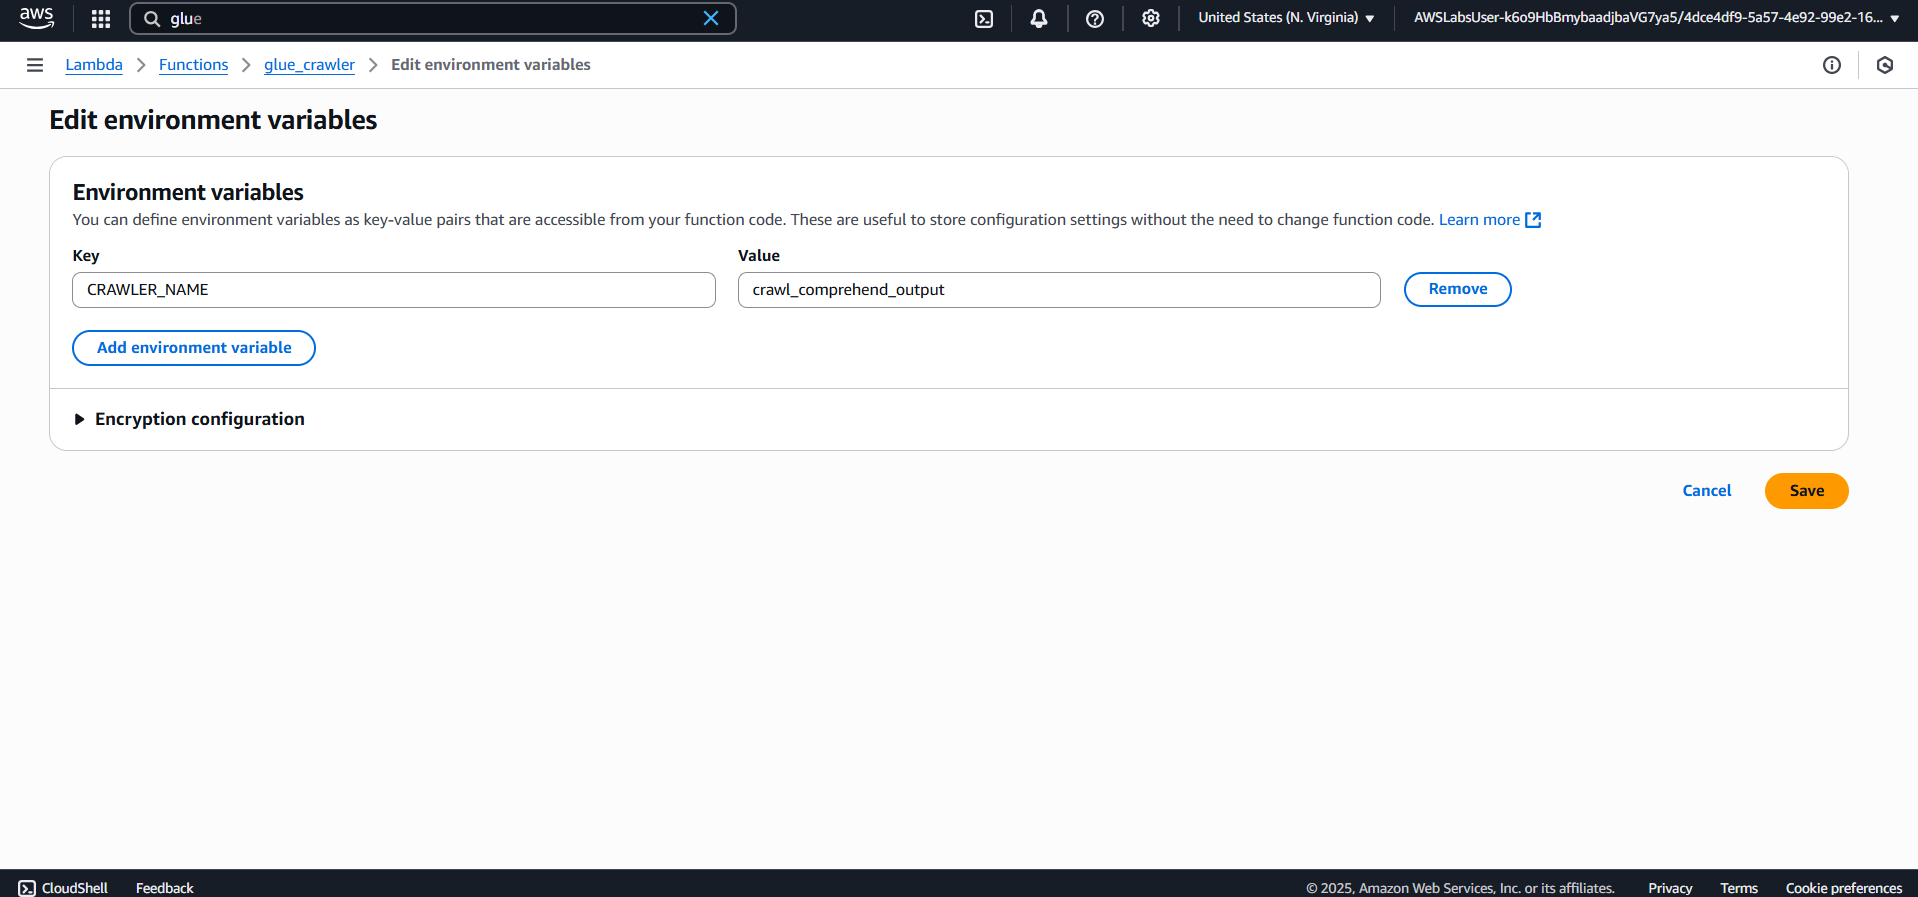 aws
glue
United States (N. Virginia)
AWSLabsUser-k6o9HbBmybaadjbaVG7ya5/4dce4df9-5a57-4e92-99e2-16...
Lambda > Functions > glue_crawler > Edit environment variables
Edit environment variables
Environment variables
You can define environment variables as key-value pairs that are accessible from your function code. These are useful to store configuration settings without the need to change function code. Learn more
Key Value
CRAWLER_NAME crawl_comprehend_output Remove
Add environment variable
Encryption configuration
Cancel Save
CloudShell Feedback © 2025, Amazon Web Services, Inc. or its affiliates. Privacy Terms Cookie preferences